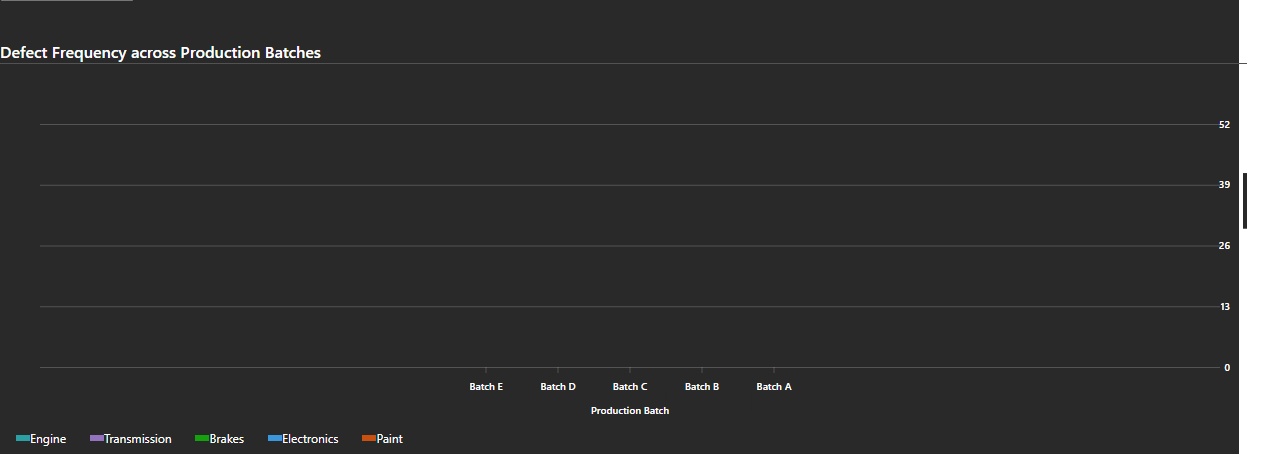 Defect Frequency across Production Batches
52
39
26
13
0
Batch E Batch D Batch C Batch B Batch A
Production Batch
Engine Transmission Brakes Electronics Paint